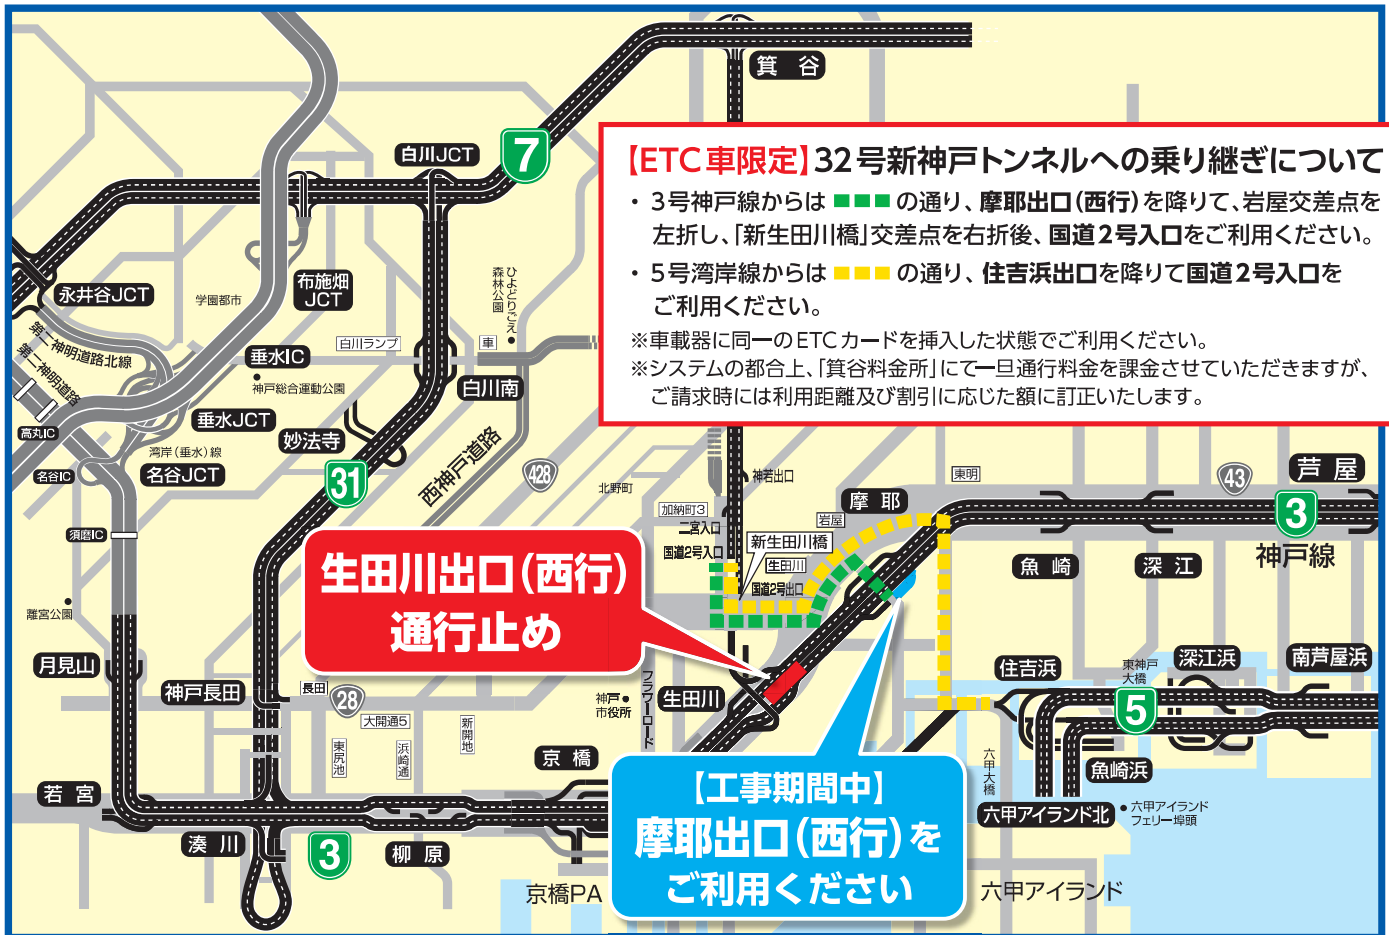 箕谷
【ETC車限定】32号新神戸トンネルへの乗り継ぎについて
・3号神戸線からは の通り、摩耶出口(西行)を降りて、岩屋交差点を
左折し、「新生田川橋」交差点を右折後、国道2号入口をご利用ください。
・5号湾岸線からは の通り、住吉浜出口を降りて国道2号入口を
ご利用ください。
※車載器に同一のETCカードを挿入した状態でご利用ください。
※システムの都合上、「箕谷料金所」にて一旦通行料金を課金させていただきますが、
ご請求時には利用距離及び割引に応じた額に訂正いたします。
白川JCT
7
永井谷JCT
布施畑
JCT
学園都市
ひよどりごえ
森林公園
第二神明道路北線
第二神明道路
垂水IC
白川ランプ
車
神戸総合運動公園
白川南
高丸IC
垂水JCT
妙法寺
湾岸(垂水)線
名谷IC
名谷JCT
31
西神戸道路
428
北野町
神若出口
加納町3
二宮入口
国道2号入口
新生田川橋
生田川
国道2号出口
岩屋
摩耶
東明
43
芦屋
3
神戸線
魚崎
深江
須磨IC
離宮公園
生田川出口(西行)
通行止め
月見山
神戸長田
長田
28
大開通5
新開地
東尻池
浜崎通
神戸
市役所
フラワーロード
生田川
住吉浜
東神戸
大橋
深江浜
南芦屋浜
5
魚崎浜
六甲大橋
六甲アイランド北
六甲アイランド
フェリー埠頭
若宮
湊川
3
柳原
京橋
京橋PA
【工事期間中】
摩耶出口(西行)を
ご利用ください
六甲アイランド